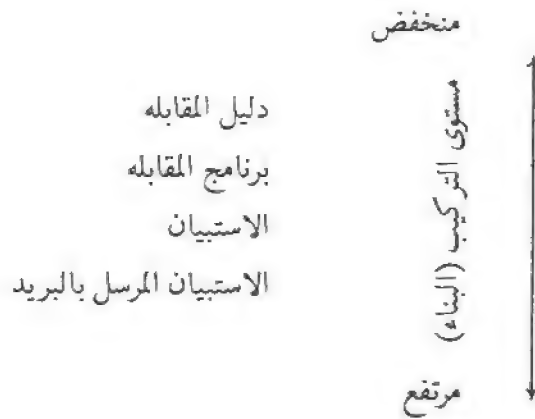 منخفض
مستوى التركيب (البناء)
دليل المقابله
برنامج المقابله
الاستبيان
الاستبيان المرسل بالبريد
مرتفع